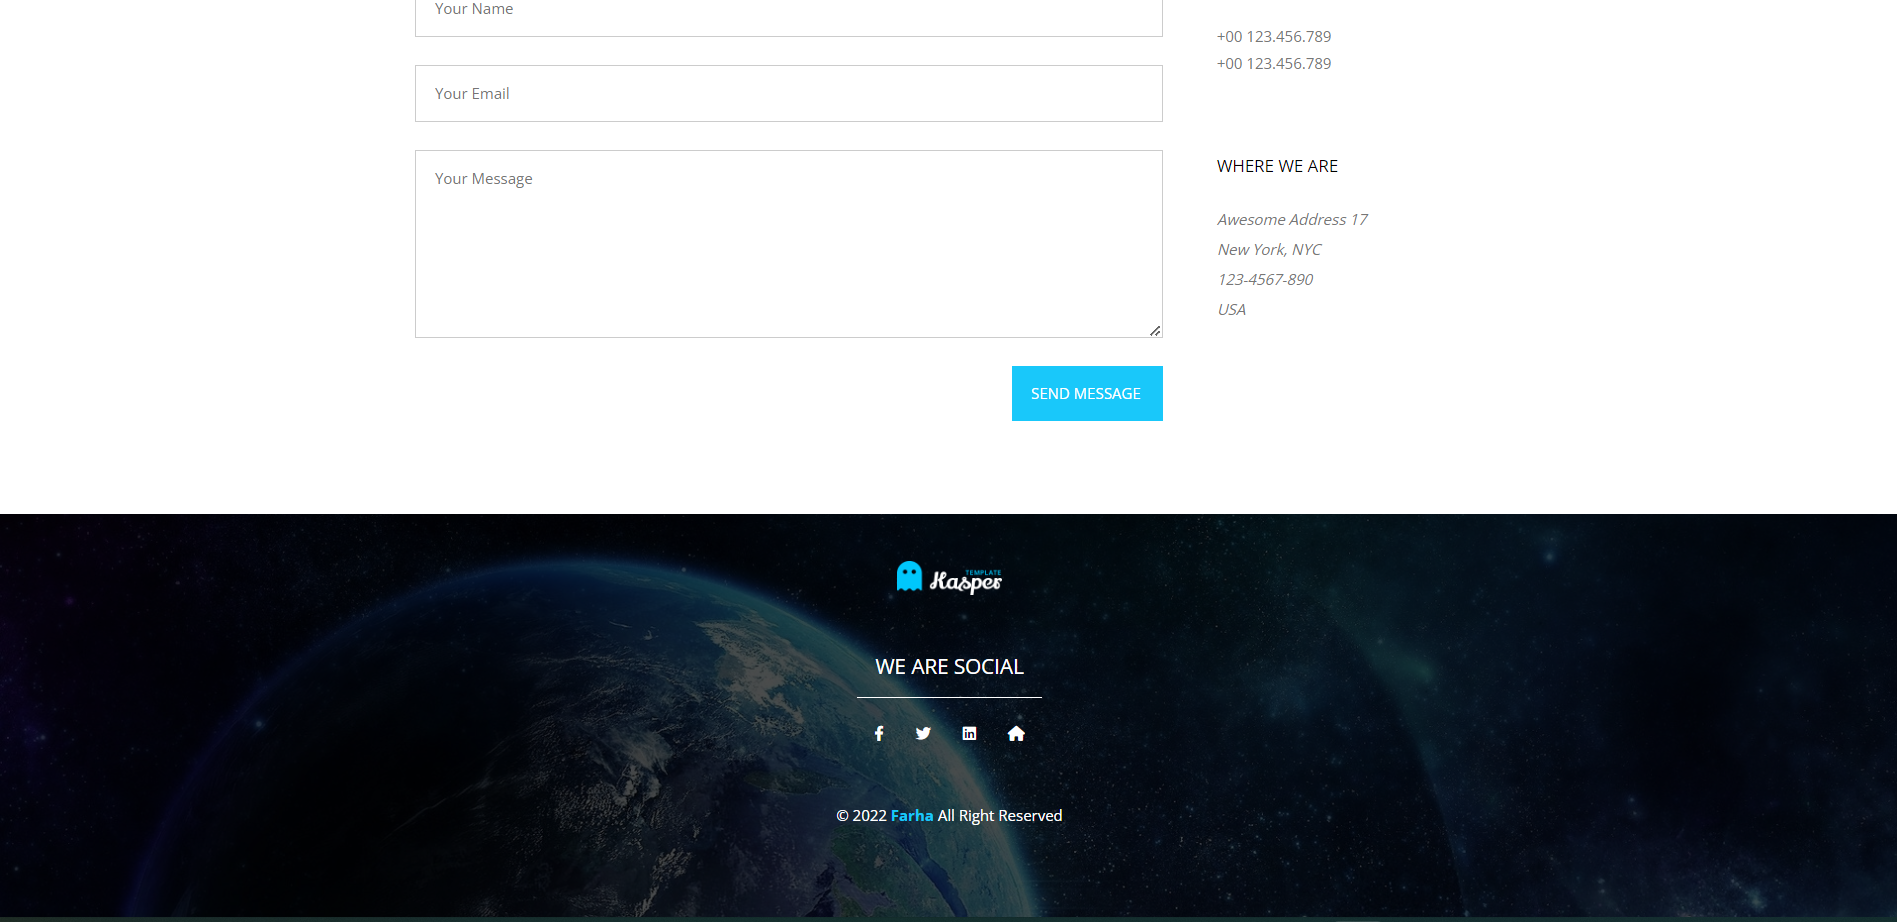 Your Name
Your Email
Your Message
SEND MESSAGE
+00 123.456.789
+00 123.456.789
WHERE WE ARE
Awesome Address 17
New York, NYC
123-4567-890
USA
TEMPLATE
Kasper
WE ARE SOCIAL
© 2022 Farha All Right Reserved